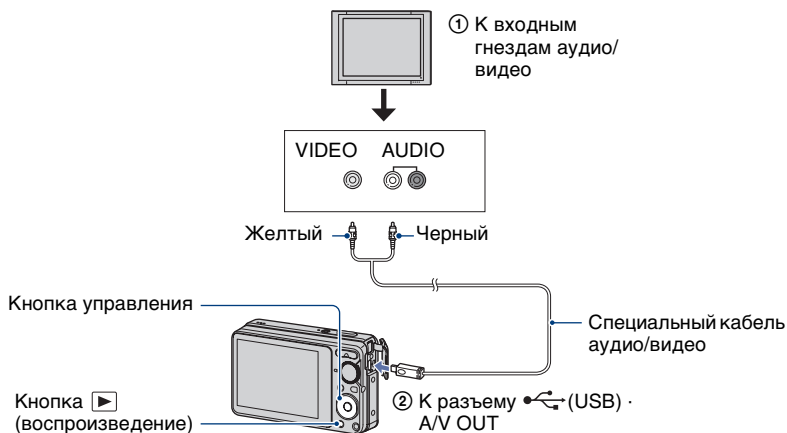 ① К входным
гнездам аудио/
видео
VIDEO AUDIO
Желтый
Черный
Кнопка управления
Специальный кабель
аудио/видео
Кнопка ▶
(воспроизведение)
② К разъему (USB) ·
A/V OUT